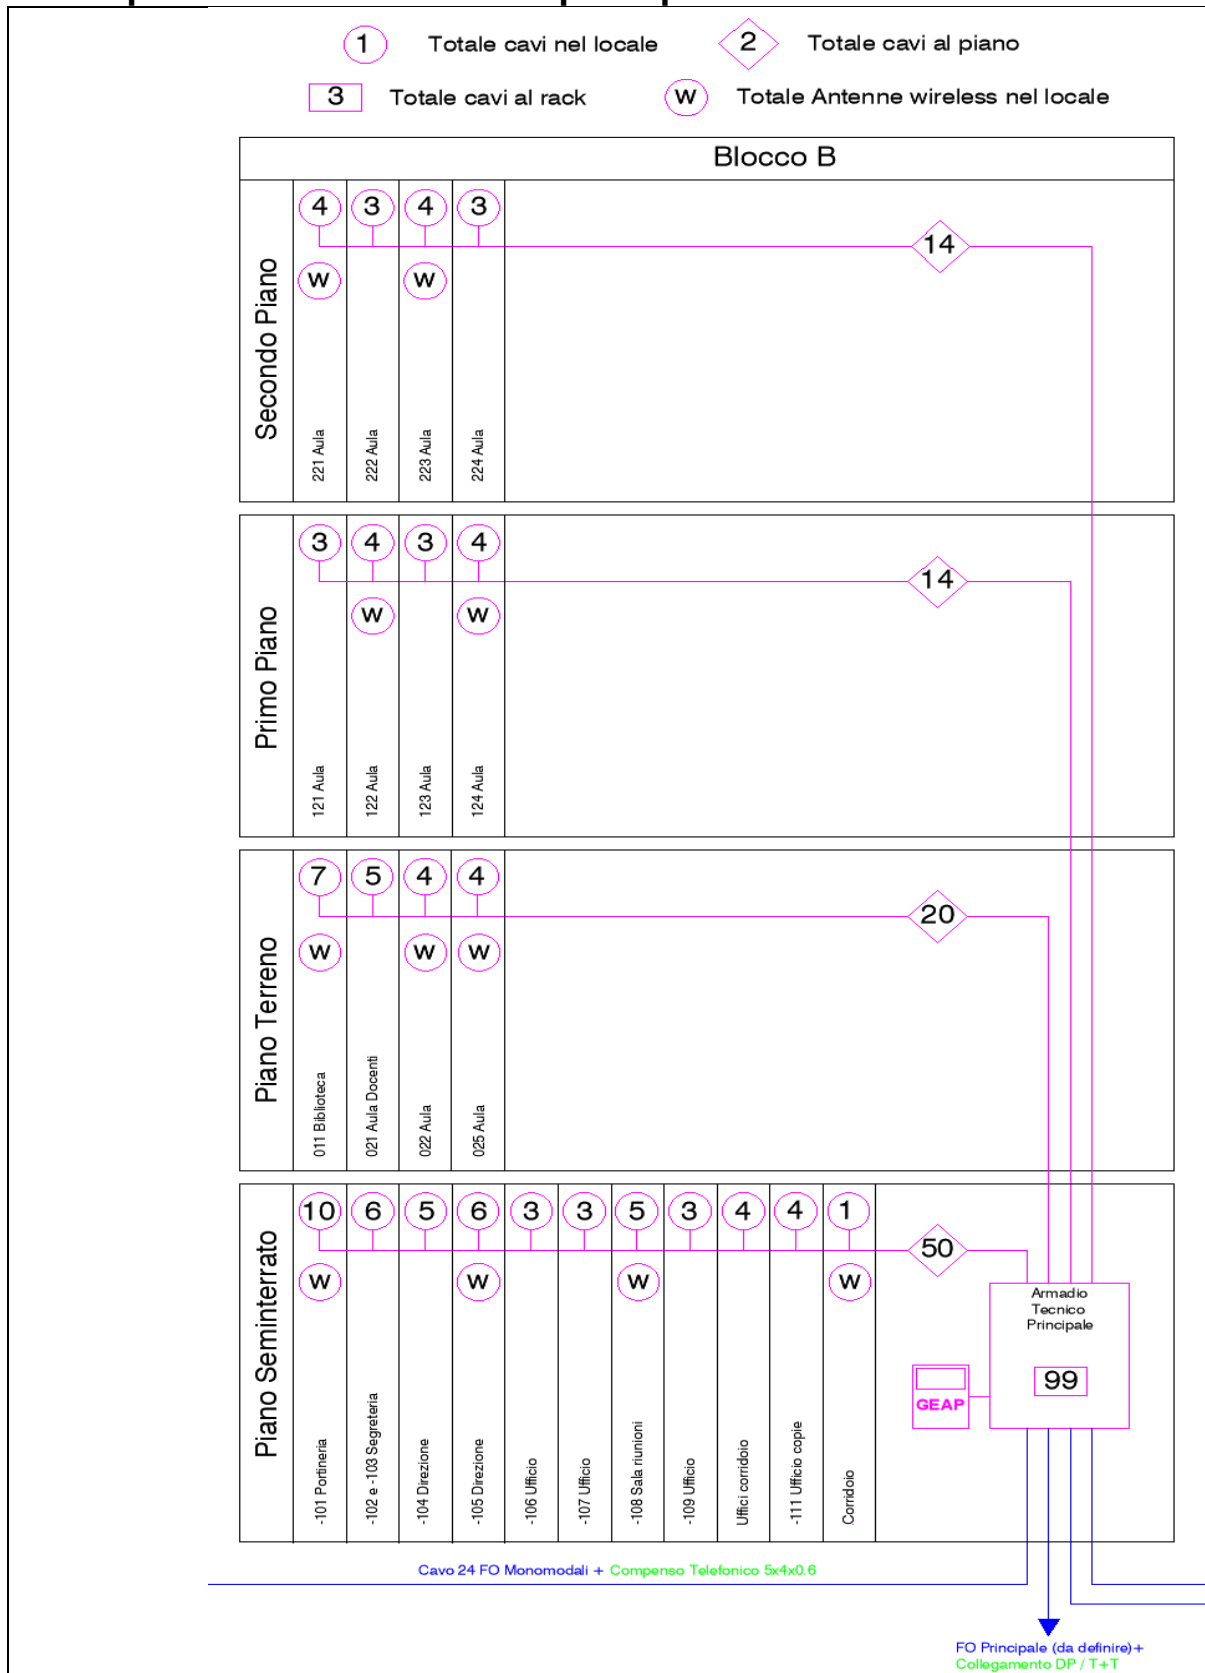 1 Totale cavi nel locale 2 Totale cavi al piano
3 Totale cavi al rack W Totale Antenne wireless nel locale
Blocco B
Secondo Piano
4 3 4 3
14
W W
221 Aula
222 Aula
223 Aula
224 Aula
Primo Piano
3 4 3 4
14
W W
121 Aula
122 Aula
123 Aula
124 Aula
Piano Terreno
7 5 4 4
20
W W W
011 Biblioteca
021 Aula Docenti
022 Aula
025 Aula
Piano Seminterrato
10 6 5 6 3 3 5 3 4 4 1
50
W W W W
-101 Portineria
-102 e -103 Segreteria
-104 Direzione
-105 Direzione
-106 Ufficio
-107 Ufficio
-108 Sala riunioni
-109 Ufficio
Uffici corridoio
-111 Ufficio copie
Corridoio
Armadio
Tecnico
Principale
99
GEAP
Cavo 24 FO Monomodali + Compenso Telefonico 5x4x0.6
FO Principale (da definire)+
Collegamento DP / T+T